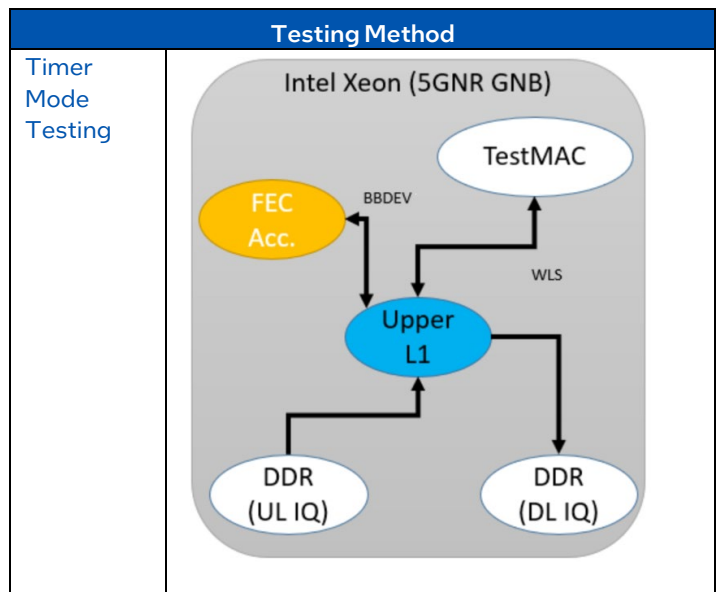 Testing Method
Timer
Mode
Testing
Intel Xeon (5GNR GNB)
TestMAC
FEC
Acc.
BBDEV
WLS
Upper
L1
DDR
(UL IQ)
DDR
(DL IQ)